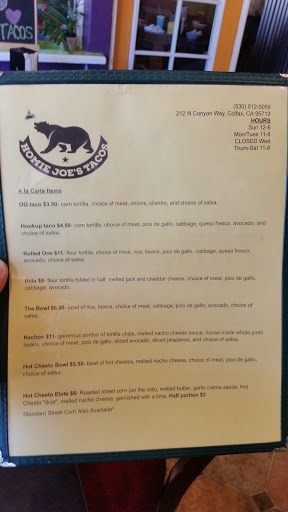 TACOS
HOMIE JOE'S TACOS
(530) 512-5059
212 N Canyon Way, Colfax, CA 95713
HOURS
Sun 12-6
Mon/Tues 11-8
CLOSED Wed
Thurs-Sat 11-8
A la Carte Items
OG taco $3.50- corn tortilla, choice of meat, onions, cilantro, and choice of salsa.
Hookup taco $4.50- corn tortilla, choice of meat, pico de gallo, cabbage, queso fresco, avocado, and
choice of salsa.
Rolled One $11- flour tortilla, choice of meat, rice, beans, pico de gallo, cabbage, queso fresco,
avocado, choice of salsa.
Dilla $9- flour tortilla folded in half, melted jack and cheddar cheese, choice of meat, pico de gallo,
cabbage, avocado.
The Bowl $6.50- bowl of rice, beans, choice of meat, cabbage, pico de gallo, avocado, choice of
salsa.
Nachos $11- generous portion of tortilla chips, melted nacho cheese sauce, house made whole pinto
beans, choice of meat, pico de gallo, sliced avocado, sliced jalapenos, and choice of salsa.
Hot Cheeto Bowl $5.50- bowl of hot cheetos, melted nacho cheese, choice of meat, pico de gallo,
choice of salsa.
Hot Cheeto Elote $6- Roasted street corn (on the cob), melted butter, garlic crema sauce, Hot
Cheeto "dust", melted nacho cheese, garnished with a lime. Half portion $3
Standard Street Corn Also Available"